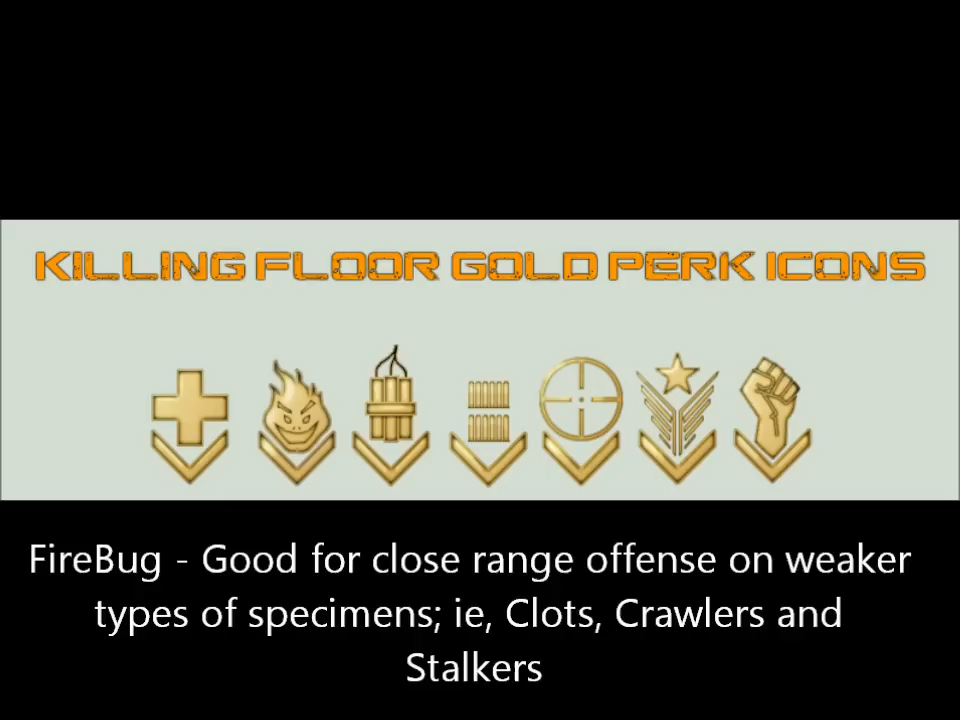 KILLING FLOOR GOLD PERK ICONS
FireBug - Good for close range offense on weaker
types of specimens; ie, Clots, Crawlers and
Stalkers